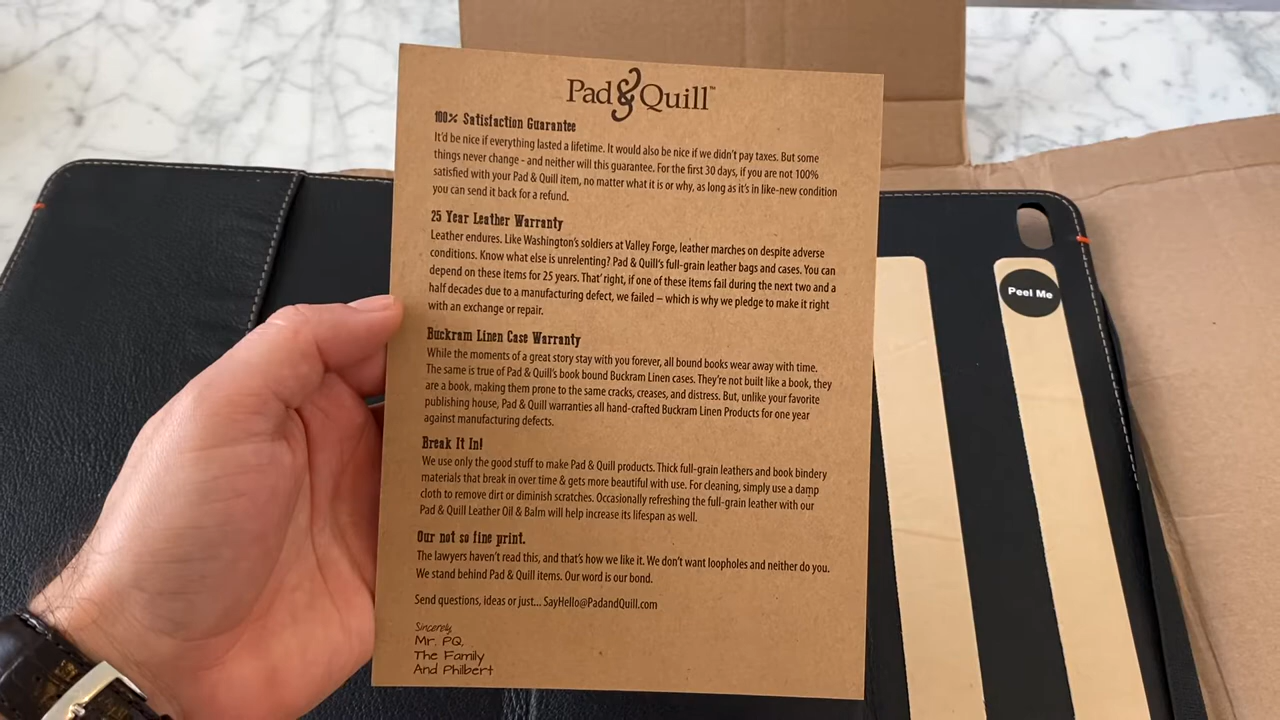 Pad & Quill™
100% Satisfaction Guarantee
It'd be nice if everything lasted a lifetime. It would also be nice if we didn't pay taxes. But some
things never change - and neither will this guarantee. For the first 30 days, if you are not 100%
satisfied with your Pad & Quill item, no matter what it is or why, as long as it's in like-new condition
you can send it back for a refund.
25 Year Leather Warranty
Leather endures. Like Washington's soldiers at Valley Forge, leather marches on despite adverse
conditions. Know what else is unrelenting? Pad & Quill's full-grain leather bags and cases. You can
depend on these items for 25 years. That' right, if one of these items fail during the next two and a
half decades due to a manufacturing defect, we failed – which is why we pledge to make it right
with an exchange or repair.
Buckram Linen Case Warranty
While the moments of a great story stay with you forever, all bound books wear away with time.
The same is true of Pad & Quill's book bound Buckram Linen cases. They're not built like a book, they
are a book, making them prone to the same cracks, creases, and distress. But, unlike your favorite
publishing house, Pad & Quill warranties all hand-crafted Buckram Linen Products for one year
against manufacturing defects.
Break It In!
We use only the good stuff to make Pad & Quill products. Thick full-grain leathers and book bindery
materials that break in over time & gets more beautiful with use. For cleaning, simply use a damp
cloth to remove dirt or diminish scratches. Occasionally refreshing the full-grain leather with our
Pad & Quill Leather Oil & Balm will help increase its lifespan as well.
Our not so fine print.
The lawyers haven't read this, and that's how we like it. We don't want loopholes and neither do you.
We stand behind Pad & Quill items. Our word is our bond.
Send questions, ideas or just... SayHello@PadandQuill.com
Sincerely,
Mr. PQ,
The Family
And Philbert
Peel Me